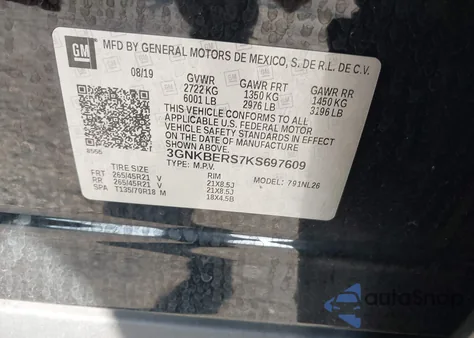 GM
MFD BY GENERAL MOTORS DE MEXICO, S. DE R.L. DE C.V.
08/19 GVWR GAWR FRT GAWR RR
2722 KG 1350 KG 1450 KG
6001 LB 2976 LB 3196 LB
THIS VEHICLE CONFORMS TO ALL
APPLICABLE U.S. FEDERAL MOTOR
VEHICLE SAFETY
STANDARDS IN EFFECT ON THE DATE OF
MANUFACTURE SHOWN ABOVE.
3GNKBERS7KS697609
TYPE: M.P.V. MODEL: 791NL26
TIRE SIZE RIM
FRT 265/45R21 V 21X8.5J
RR 265/45R21 V 21X8.5J
SPA T135/70R18 M 18X4.5B
autoSnap